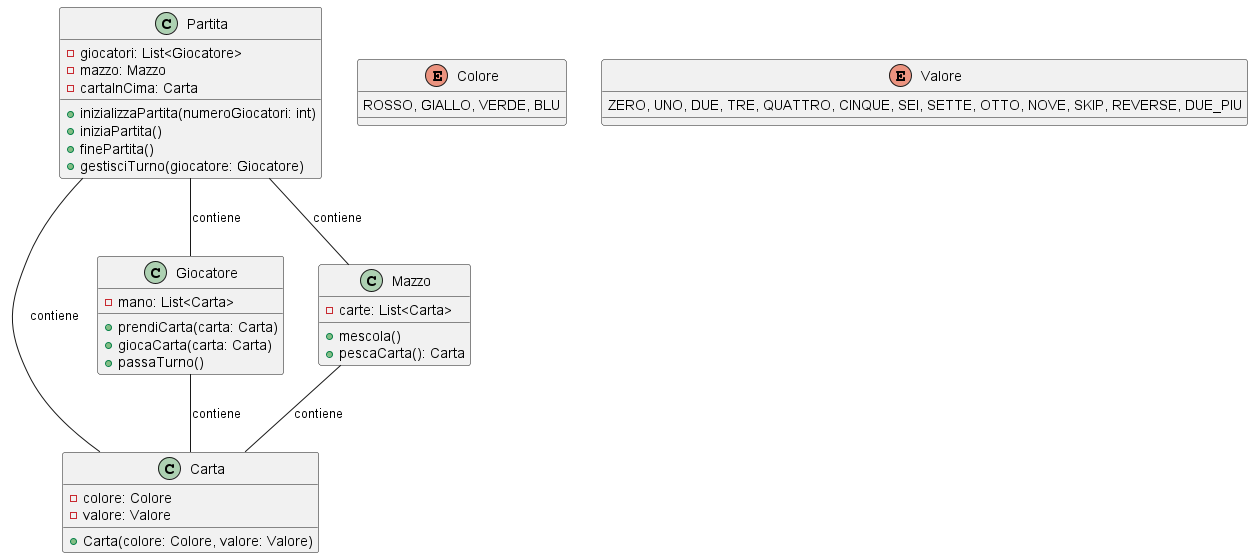 C Partita
giocatori: List<Giocatore>
mazzo: Mazzo
cartaInCima: Carta
inizializzaPartita(numeroGiocatori: int)
iniziaPartita()
finePartita()
gestisciTurno(giocatore: Giocatore)
E Colore
ROSSO, GIALLO, VERDE, BLU
E Valore
ZERO, UNO, DUE, TRE, QUATTRO, CINQUE, SEI, SETTE, OTTO, NOVE, SKIP, REVERSE, DUE_PIU
contiene
contiene
contiene
C Giocatore
mano: List<Carta>
prendiCarta(carta: Carta)
giocaCarta(carta: Carta)
passaTurno()
C Mazzo
carte: List<Carta>
mescola()
pescaCarta(): Carta
contiene
contiene
C Carta
colore: Colore
valore: Valore
Carta(colore: Colore, valore: Valore)